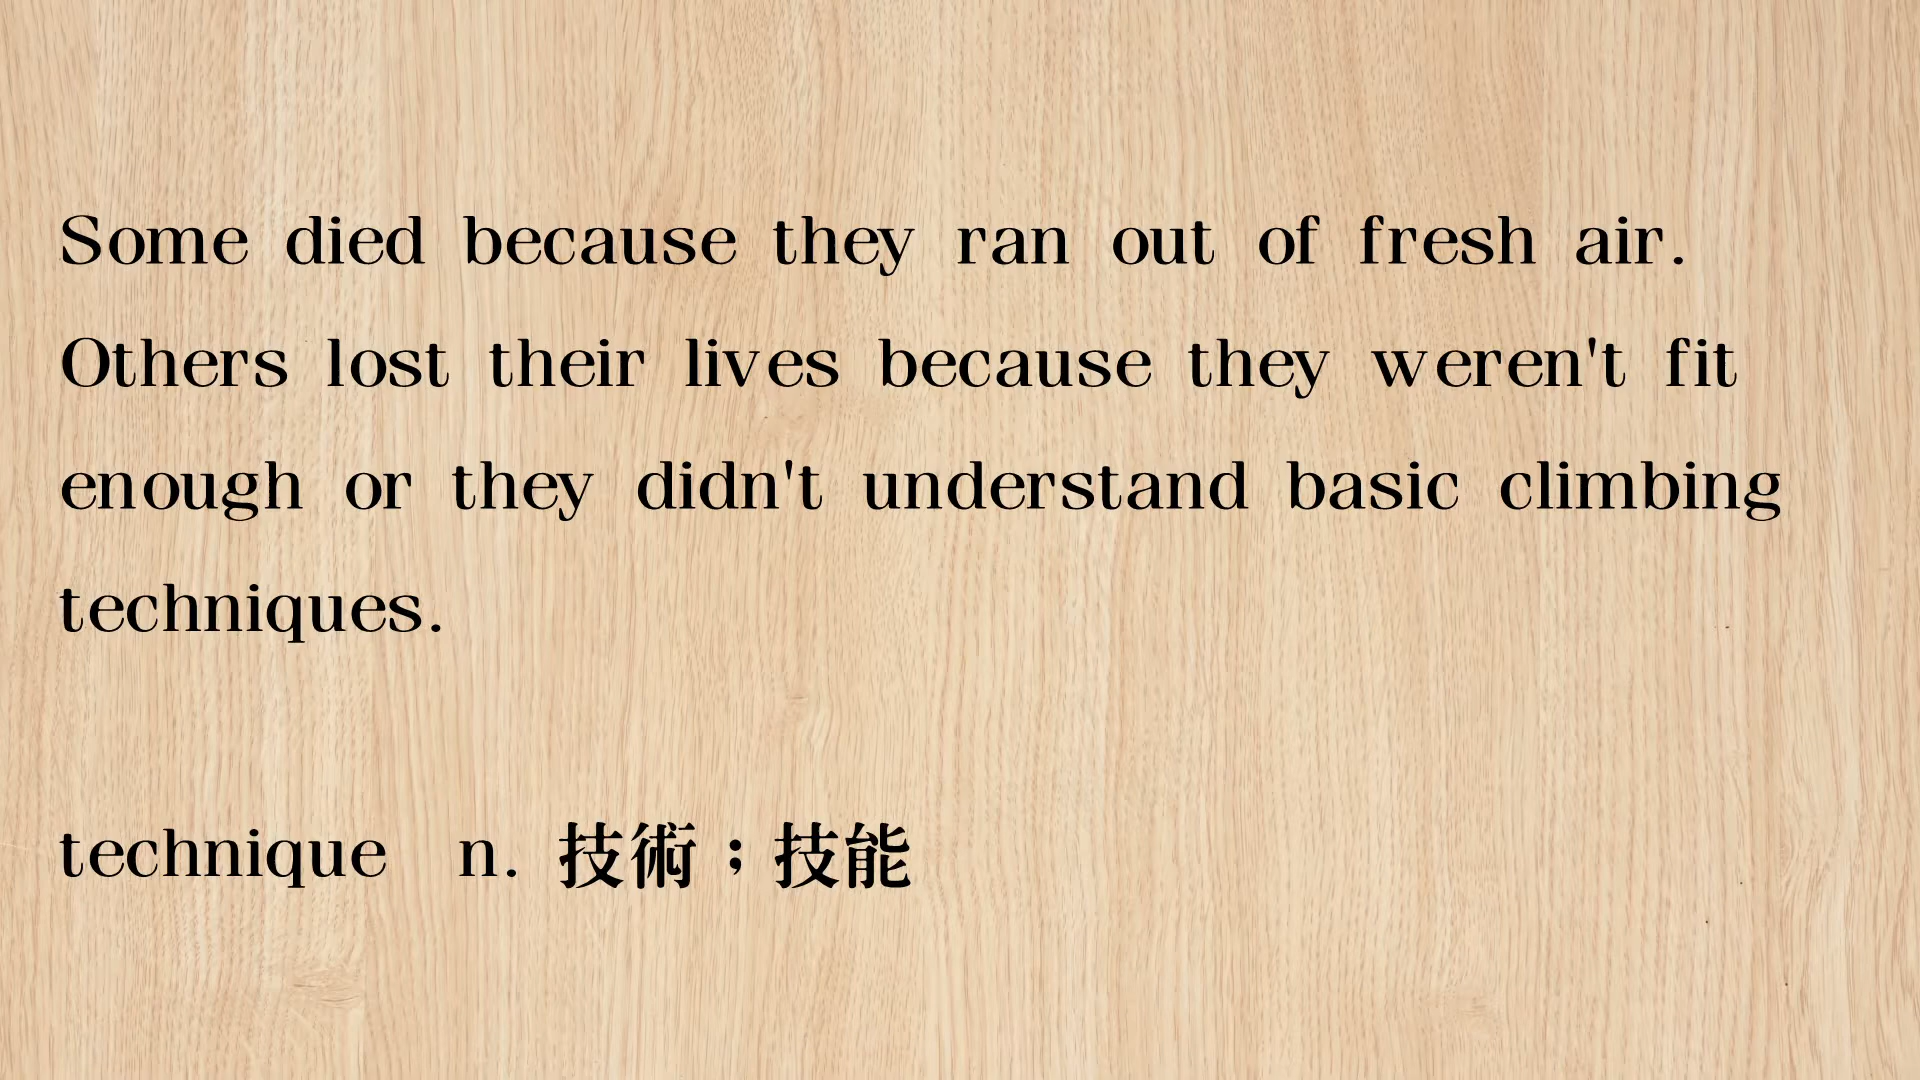 Some died because they ran out of fresh air.
Others lost their lives because they weren't fit
enough or they didn't understand basic climbing
techniques.
technique n. 技術；技能